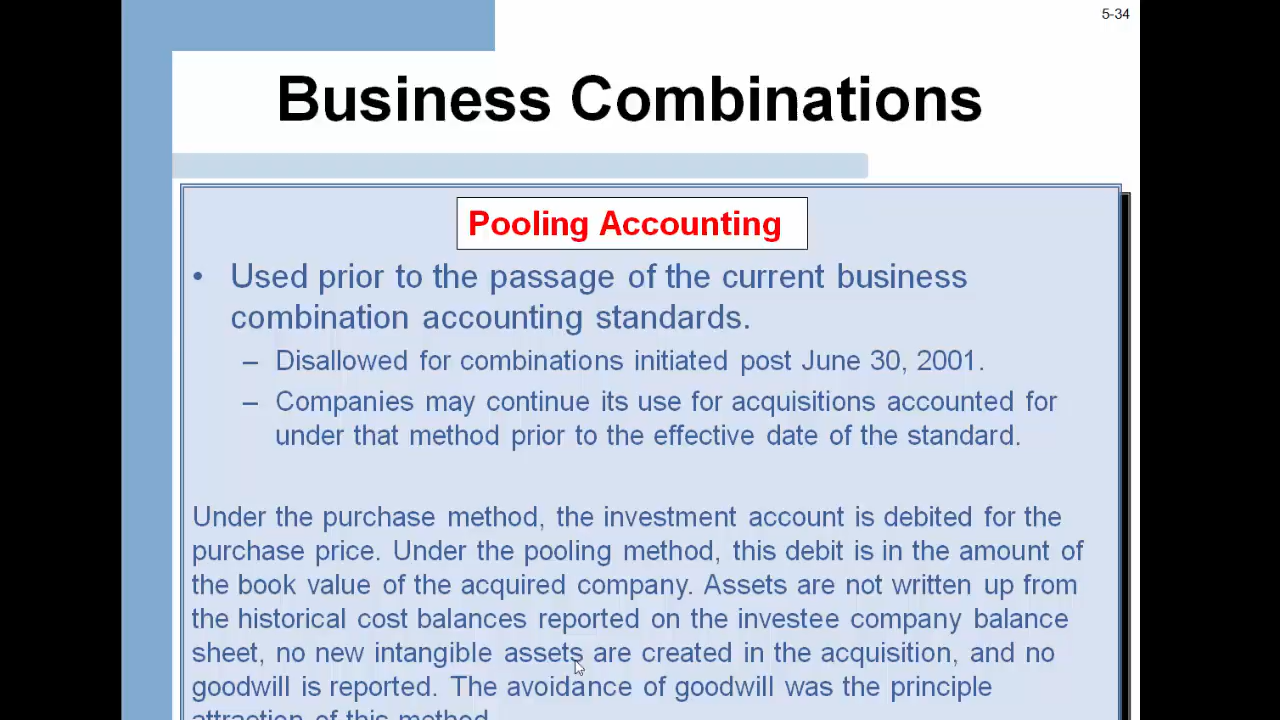 5-34
Business Combinations
Pooling Accounting
• Used prior to the passage of the current business
combination accounting standards.
– Disallowed for combinations initiated post June 30, 2001.
– Companies may continue its use for acquisitions accounted for
under that method prior to the effective date of the standard.
Under the purchase method, the investment account is debited for the
purchase price. Under the pooling method, this debit is in the amount of
the book value of the acquired company. Assets are not written up from
the historical cost balances reported on the investee company balance
sheet, no new intangible assets are created in the acquisition, and no
goodwill is reported. The avoidance of goodwill was the principle
attraction of this method.